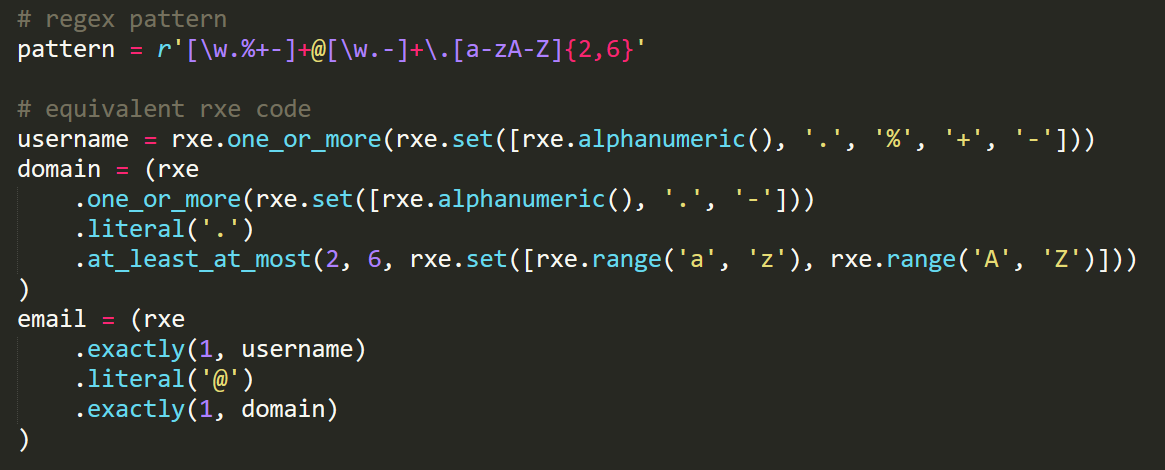 # regex pattern
pattern = r'[\w.%+-]+@[\w.-]+\.[a-zA-Z]{2,6}'
# equivalent rxe code
username = rxe.one_or_more(rxe.set([rxe.alphanumeric(), '.', '%', '+', '-']))
domain = (rxe
    .one_or_more(rxe.set([rxe.alphanumeric(), '.', '-']))
    .literal('.')
    .at_least_at_most(2, 6, rxe.set([rxe.range('a', 'z'), rxe.range('A', 'Z')]))
)
email = (rxe
    .exactly(1, username)
    .literal('@')
    .exactly(1, domain)
)